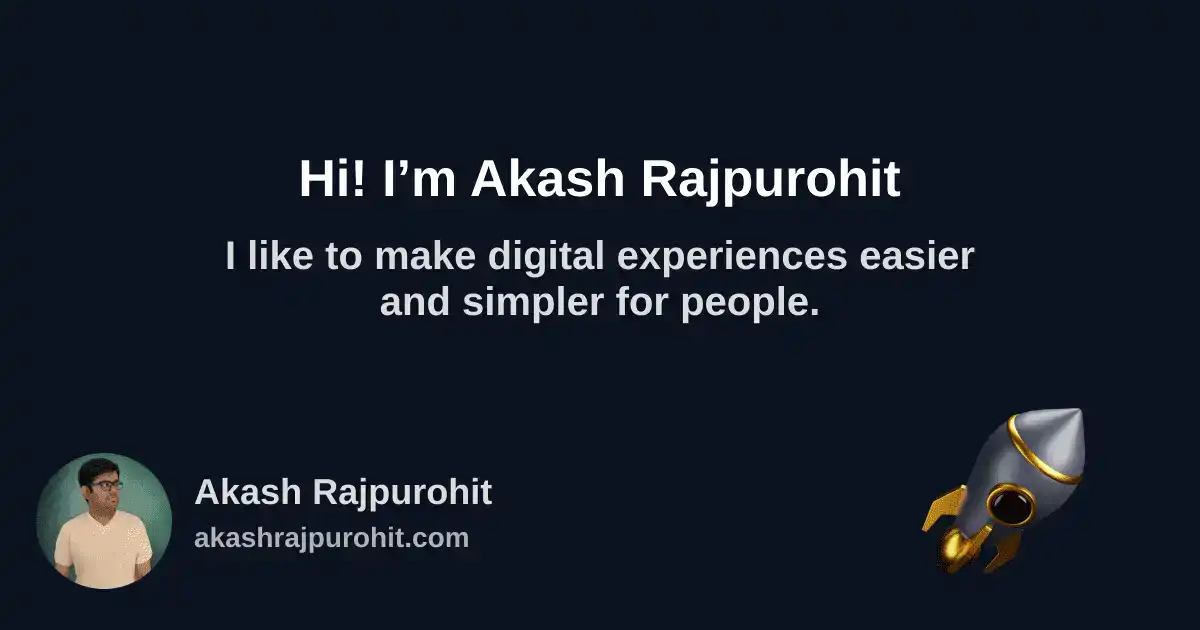 Hi! I’m Akash Rajpurohit
I like to make digital experiences easier
and simpler for people.
Akash Rajpurohit
akashrajpurohit.com